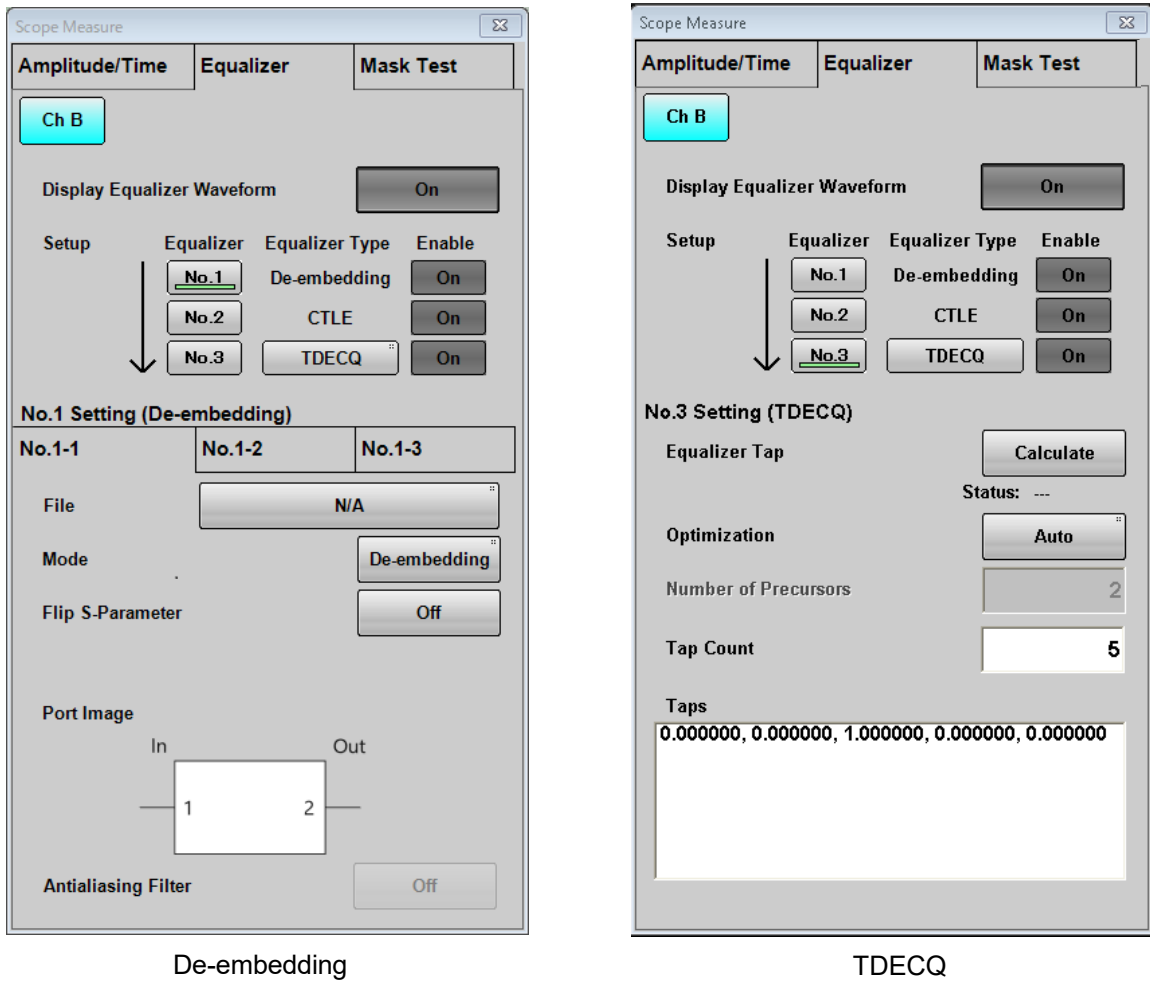 Scope Measure
Amplitude/Time Equalizer Mask Test
Ch B
Display Equalizer Waveform On
Setup Equalizer Equalizer Type Enable
No.1 De-embedding On
No.2 CTLE On
No.3 TDECQ On
No.1 Setting (De-embedding)
No.1-1 No.1-2 No.1-3
File N/A
Mode De-embedding
Flip S-Parameter Off
Port Image
In Out
1 2
Antialiasing Filter Off
De-embedding
Scope Measure
Amplitude/Time Equalizer Mask Test
Ch B
Display Equalizer Waveform On
Setup Equalizer Equalizer Type Enable
No.1 De-embedding On
No.2 CTLE On
No.3 TDECQ On
No.3 Setting (TDECQ)
Equalizer Tap Calculate
Status: ---
Optimization Auto
Number of Precursors 2
Tap Count 5
Taps
0.000000, 0.000000, 1.000000, 0.000000, 0.000000
TDECQ